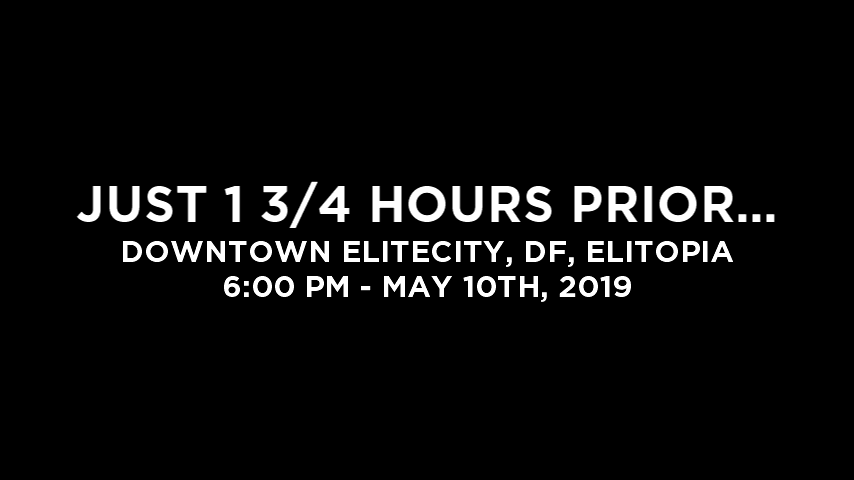 JUST 1 3/4 HOURS PRIOR...
DOWNTOWN ELITECITY, DF, ELITOPIA
6:00 PM - MAY 10TH, 2019